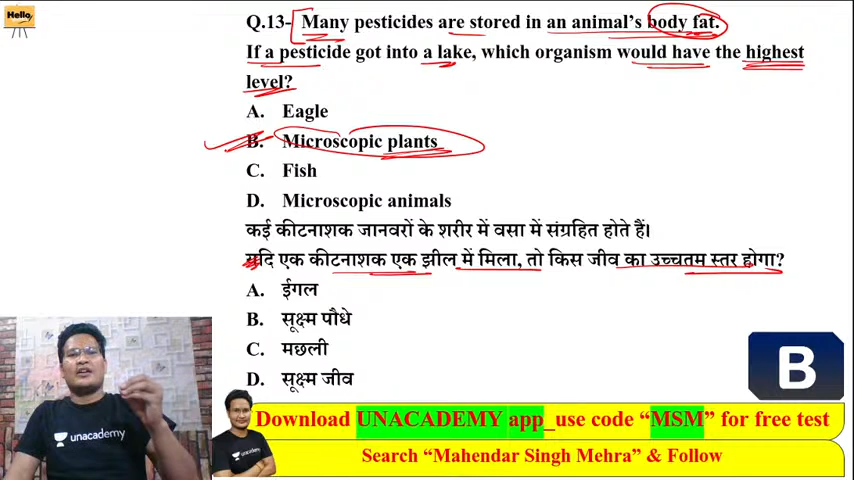 Hello
Q.13- Many pesticides are stored in an animal's body fat.
If a pesticide got into a lake, which organism would have the highest
level?
A. Eagle
B. Microscopic plants
C. Fish
D. Microscopic animals
कई कीटनाशक जानवरों के शरीर में वसा में संग्रहित होते हैं।
यदि एक कीटनाशक एक झील में मिला, तो किस जीव का उच्चतम स्तर होगा?
A. ईगल
B. सूक्ष्म पौधे
C. मछली
D. सूक्ष्म जीव
B
unacademy
unacademy
Download UNACADEMY app_use code “MSM” for free test
Search “Mahendar Singh Mehra” & Follow